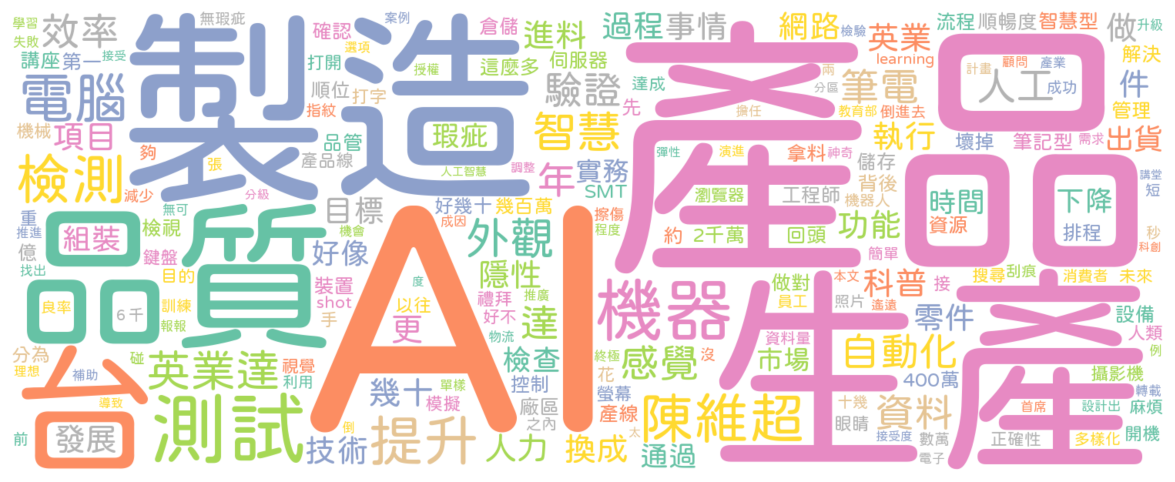 製造
AI
產品
生產
品質
台
機器
測試
陳維超
提升
檢測
電腦
智慧
英業達
外觀
自動化
感覺
資料
科普
零件
功能
筆電
驗證
效率
目標
組裝
發展
幾十
更
年
達
檢查
隱性
人工
時間
下降
做
件
執行
英業
網路
過程
事情
進料
項目
瑕疵
實務
SMT
好像
技術
人力
換成
通過
市場
出貨
設備
排程
資源
400萬
2千萬
回頭
工程師
瀏覽器
儲存
背後
機器人
拿料
神奇
教育部
倒進去
壞掉
筆記型
需求
管理
解決
升級
智慧型
順暢度
流程
檢驗
learning
計畫
顧問
產業
成功
兩
分區
擔任
彈性
演進
伺服器
達成
先
倉儲
這麼多
確認
案例
選項
打開
授權
順位
打字
指紋
品管
產品線
夠
張
減少
機械
無瑕疵
學習
失敗
講座
第一
接受
人工智慧
調整
分級
好幾十
幾百萬
成因
擦傷
程度
約
機會
無可
檢視
鍵盤
目的
訓練
報報
良率
6千
重
推進
億
找出
裝置
shot
手
以往
度
禮拜
好不
推廣
物流
做對
員工
本文
照片
遙遠
資料量
沒
終極
花
螢幕
產線
控制
廠區
之內
單樣
模擬
視覺
利用
碰
倒
太
分為
理想
補助
導致
前
簡單
接
搜尋
刮痕
消費者
未來
講堂
短
秒
科創
人類
例
攝影機
轉載
首席
設計出
麻煩
正確性
多樣化
開機
十幾
眼睛
接受度
數萬
電子